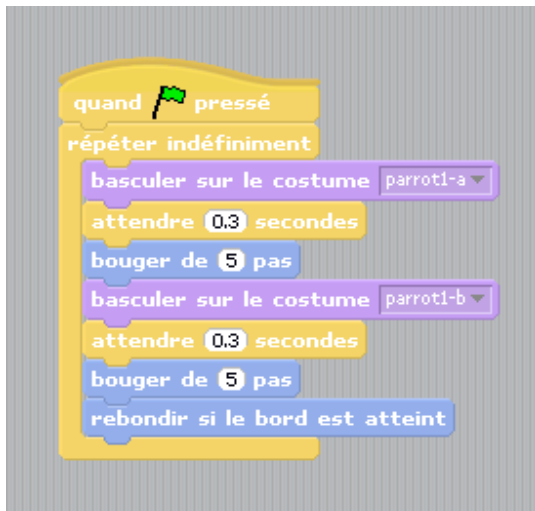 quand pressé
répéter indéfiniment
basculer sur le costume parrot1-a
attendre 0.3 secondes
bouger de 5 pas
basculer sur le costume parrot1-b
attendre 0.3 secondes
bouger de 5 pas
rebondir si le bord est atteint